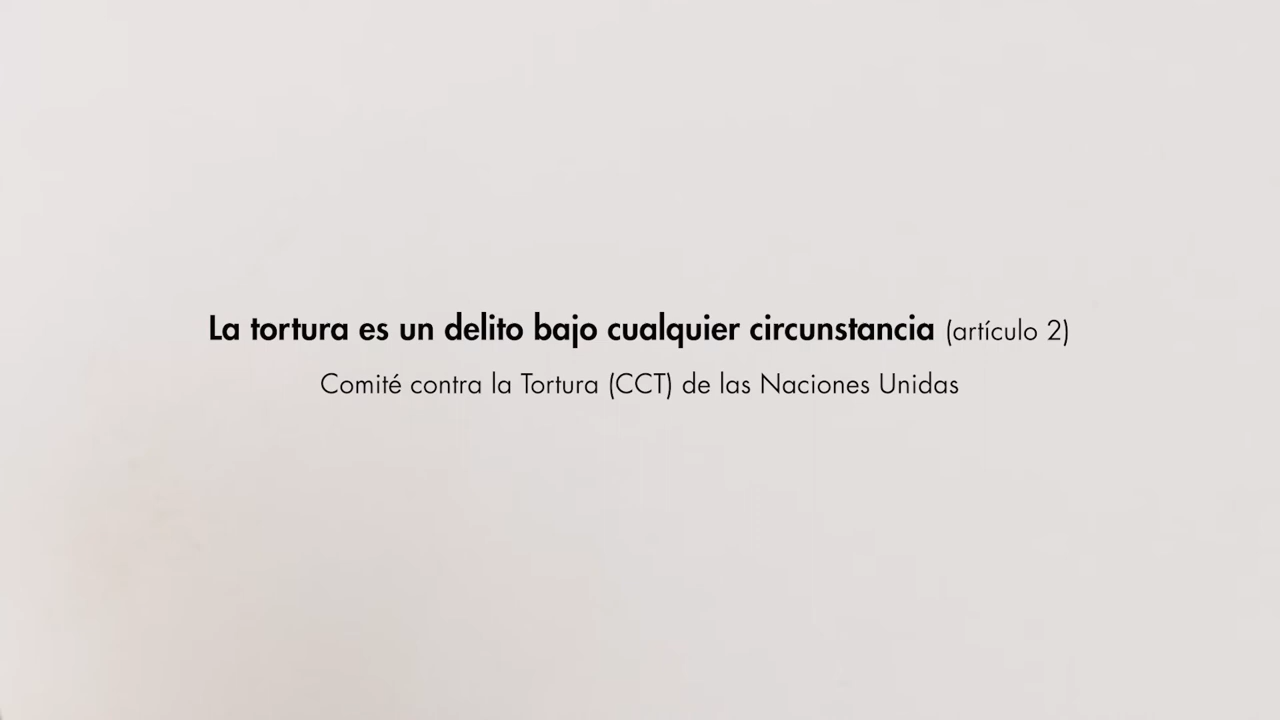 La tortura es un delito bajo cualquier circunstancia (artículo 2)
Comité contra la Tortura (CCT) de las Naciones Unidas